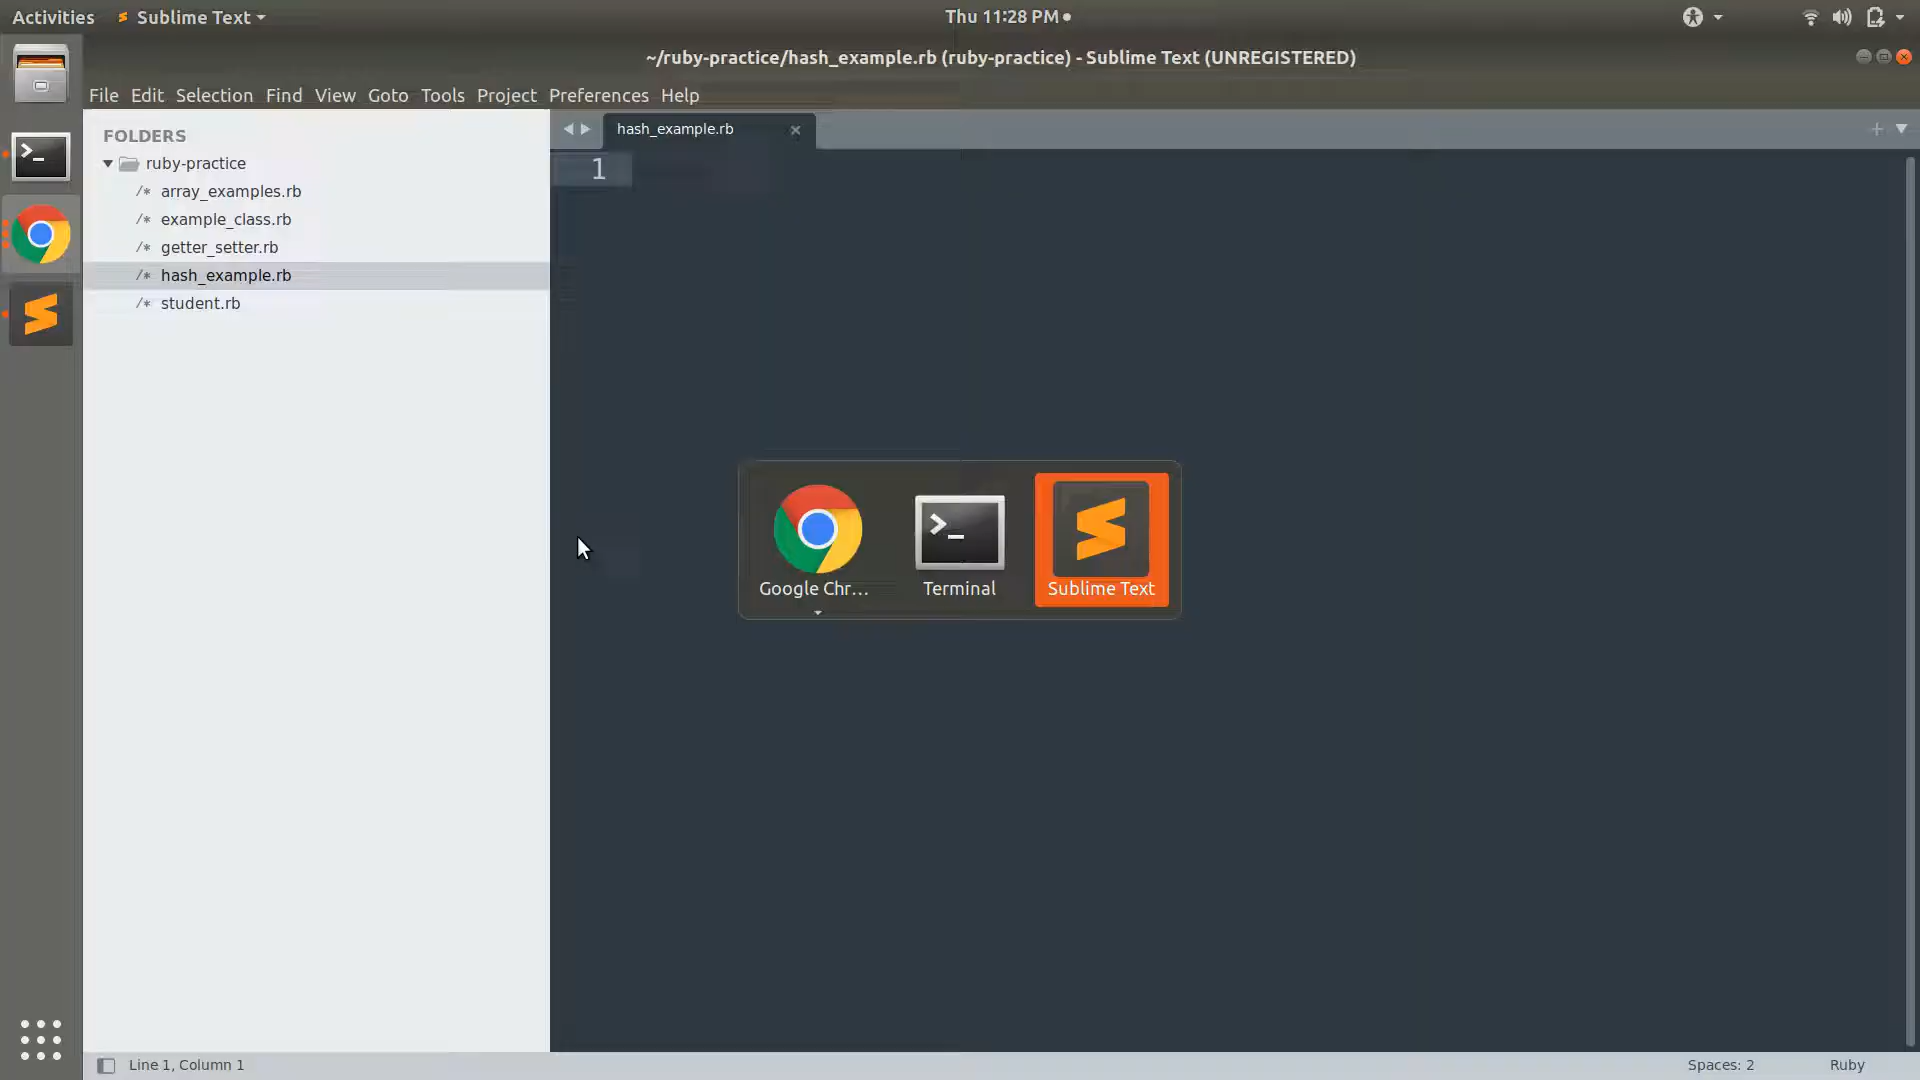 Activities Sublime Text Thu 11:28 PM
~/ruby-practice/hash_example.rb (ruby-practice) - Sublime Text (UNREGISTERED)
File Edit Selection Find View Goto Tools Project Preferences Help
FOLDERS
ruby-practice
/* array_examples.rb
/* example_class.rb
/* getter_setter.rb
/* hash_example.rb
/* student.rb
hash_example.rb
1
Google Chr... Terminal Sublime Text
Line 1, Column 1 Spaces: 2 Ruby